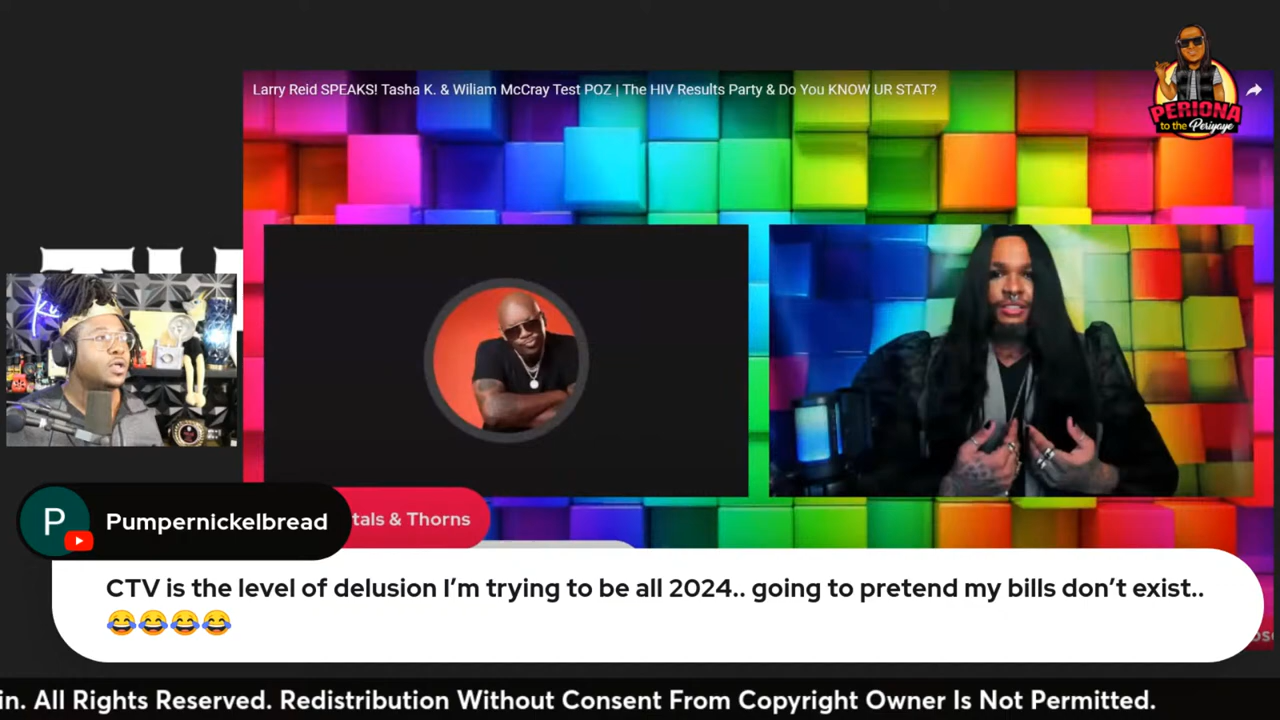 Larry Reid SPEAKS! Tasha K. & Wiliam McCray Test POZ | The HIV Results Party & Do You KNOW UR STAT?
PERIONA
to the Periyaye
P
Pumpernickelbread
tals & Thorns
CTV is the level of delusion I’m trying to be all 2024.. going to pretend my bills don’t exist..
😂😂😂😂
in. All Rights Reserved. Redistribution Without Consent From Copyright Owner Is Not Permitted.